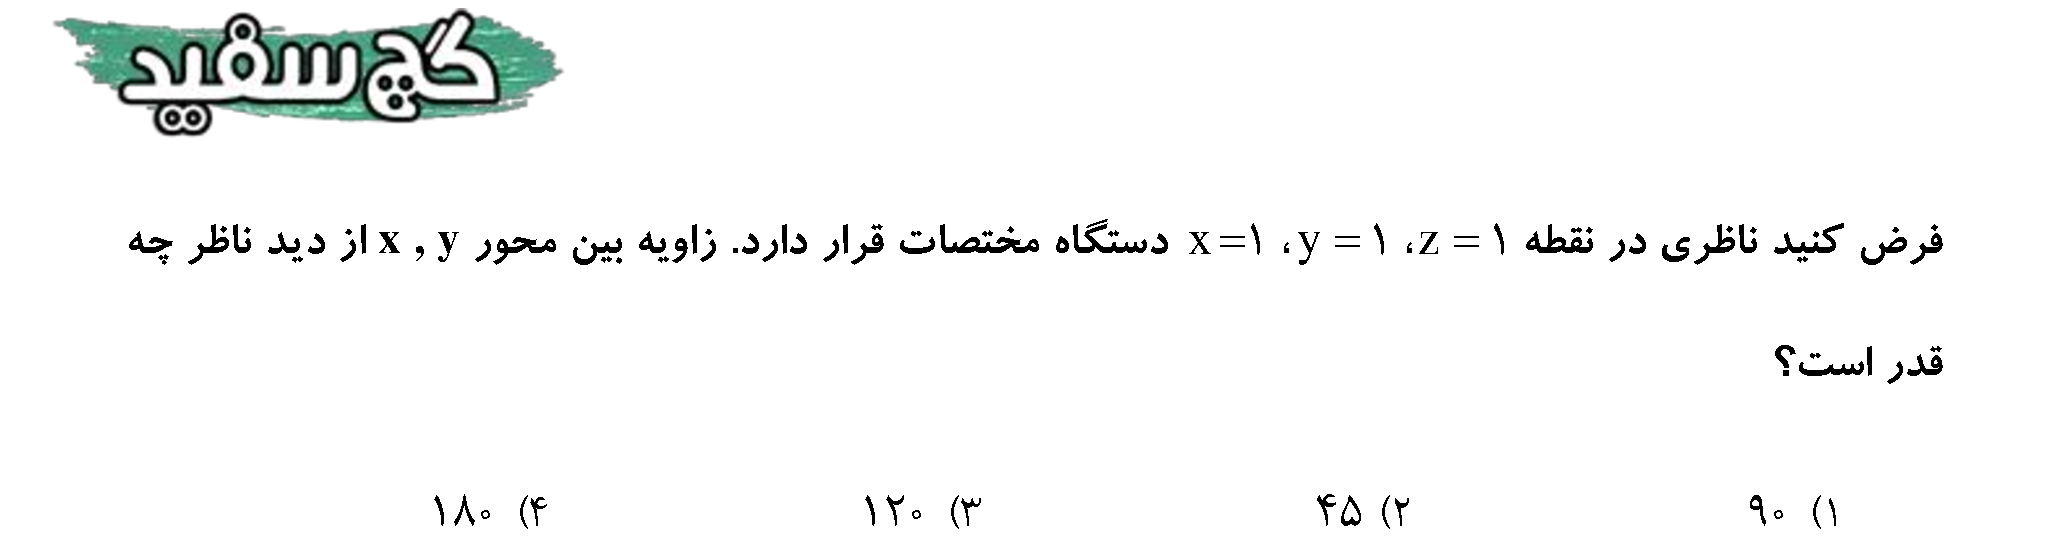 گچ سفید
فرض کنید ناظری در نقطه z = ۱، y = ۱، x = ۱ دستگاه مختصات قرار دارد. زاویه بین محور x , y از دید ناظر چه
قدر است؟
۱) ۹۰ ۲) ۴۵ ۳) ۱۲۰ ۴) ۱۸۰